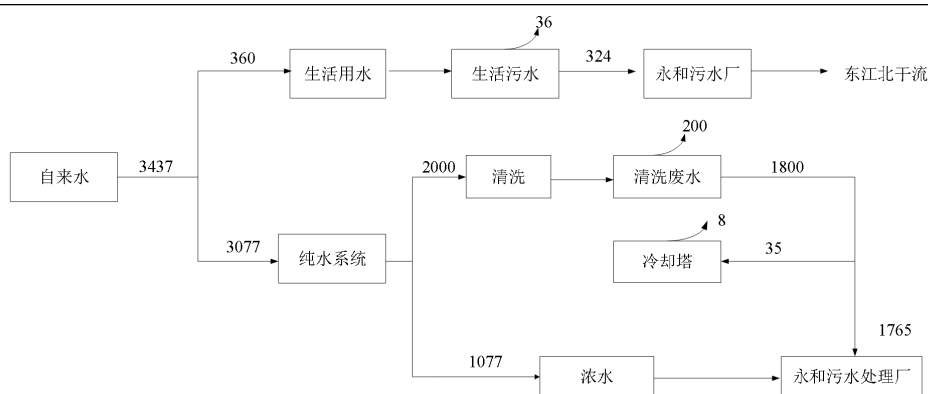 36
360
生活用水
生活污水
324
永和污水厂
东江北干流
200
自来水
3437
2000
清洗
清洗废水
1800
3077
纯水系统
8
冷却塔
35
1765
1077
浓水
永和污水处理厂